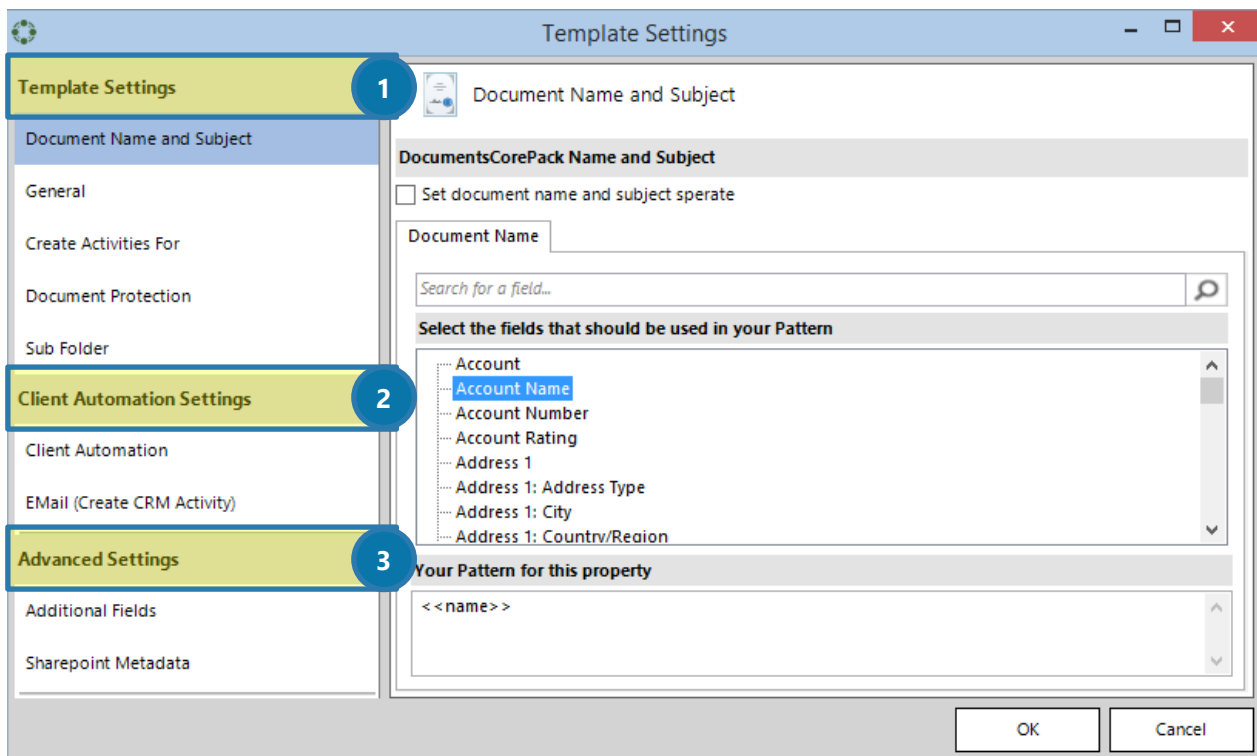 Template Settings
Template Settings
1
Document Name and Subject
General
Create Activities For
Document Protection
Sub Folder
Client Automation Settings
2
Client Automation
EMail (Create CRM Activity)
Advanced Settings
3
Additional Fields
Sharepoint Metadata
Document Name and Subject
DocumentsCorePack Name and Subject
Set document name and subject sperate
Document Name
Search for a field...
Select the fields that should be used in your Pattern
Account
Account Name
Account Number
Account Rating
Address 1
Address 1: Address Type
Address 1: City
Address 1: Country/Region
Your Pattern for this property
<<name>>
OK
Cancel